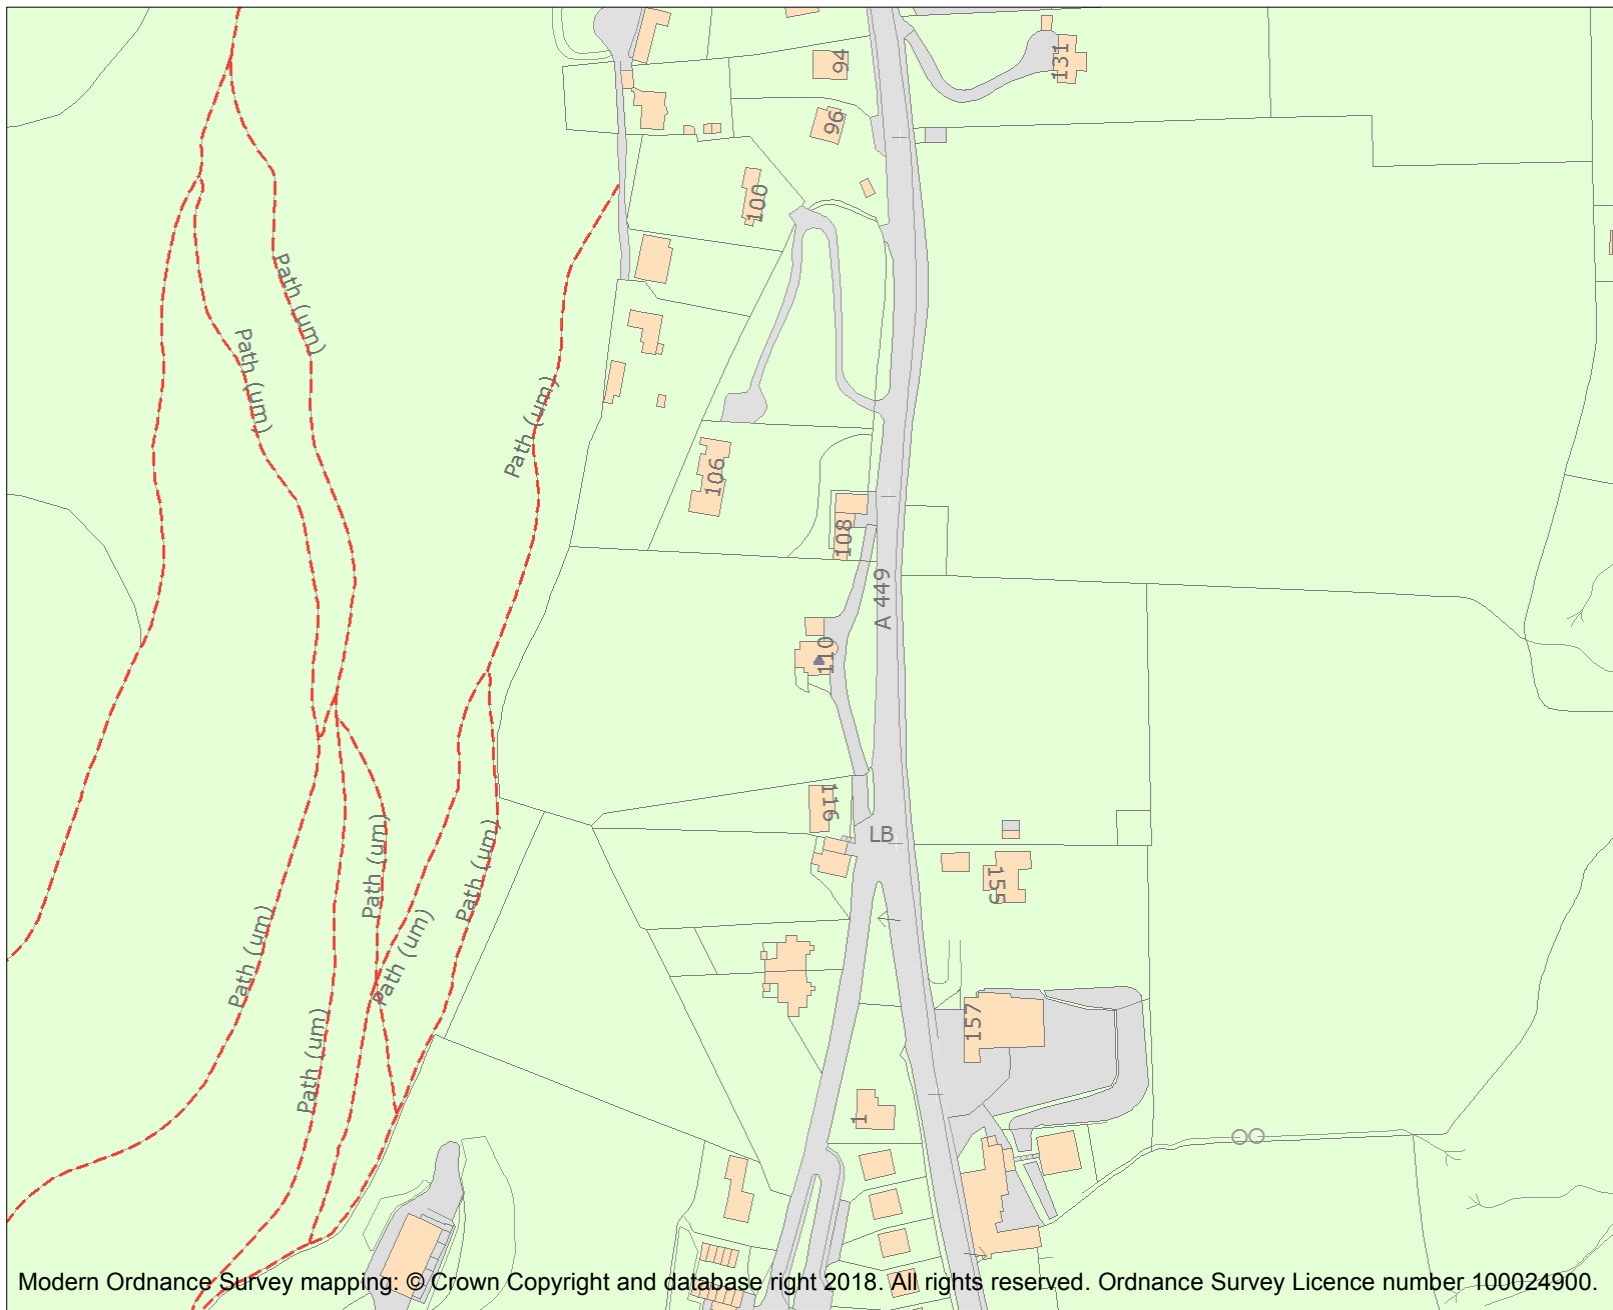 94
131
96
100
Path (um)
Path (um)
Path (um)
106
108
A 449
110
116
LB
Path (um)
Path (um)
155
Path (um)
Path (um)
Path (um)
157
1
Modern Ordnance Survey mapping: © Crown Copyright and database right 2018. All rights reserved. Ordnance Survey Licence number 100024900.